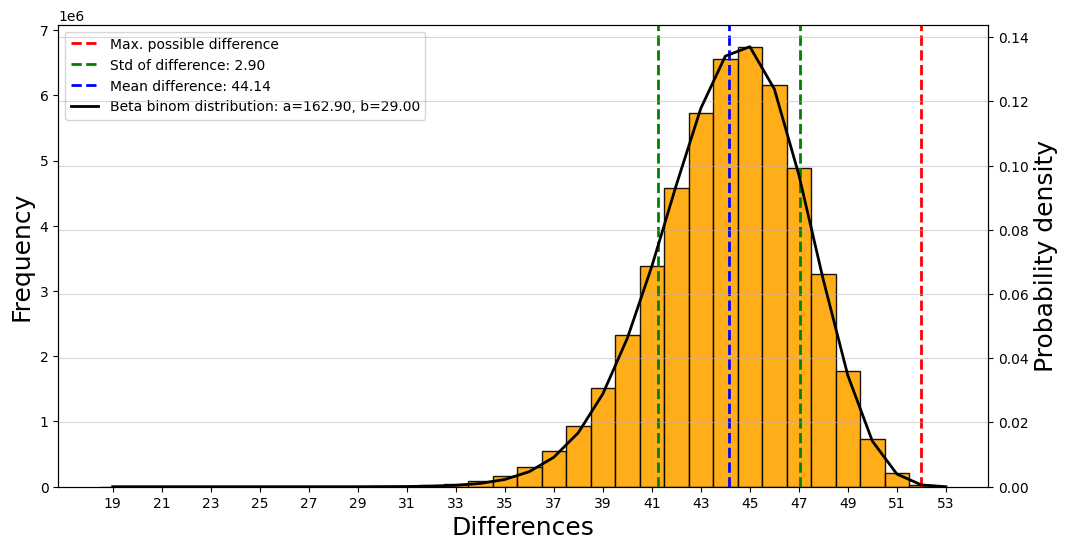 1e6
Max. possible difference
Std of difference: 2.90
Mean difference: 44.14
Beta binom distribution: a=162.90, b=29.00
7
6
5
4
3
2
1
0
Frequency
0.14
0.12
0.10
0.08
0.06
0.04
0.02
0.00
Probability density
19 21 23 25 27 29 31 33 35 37 39 41 43 45 47 49 51 53
Differences